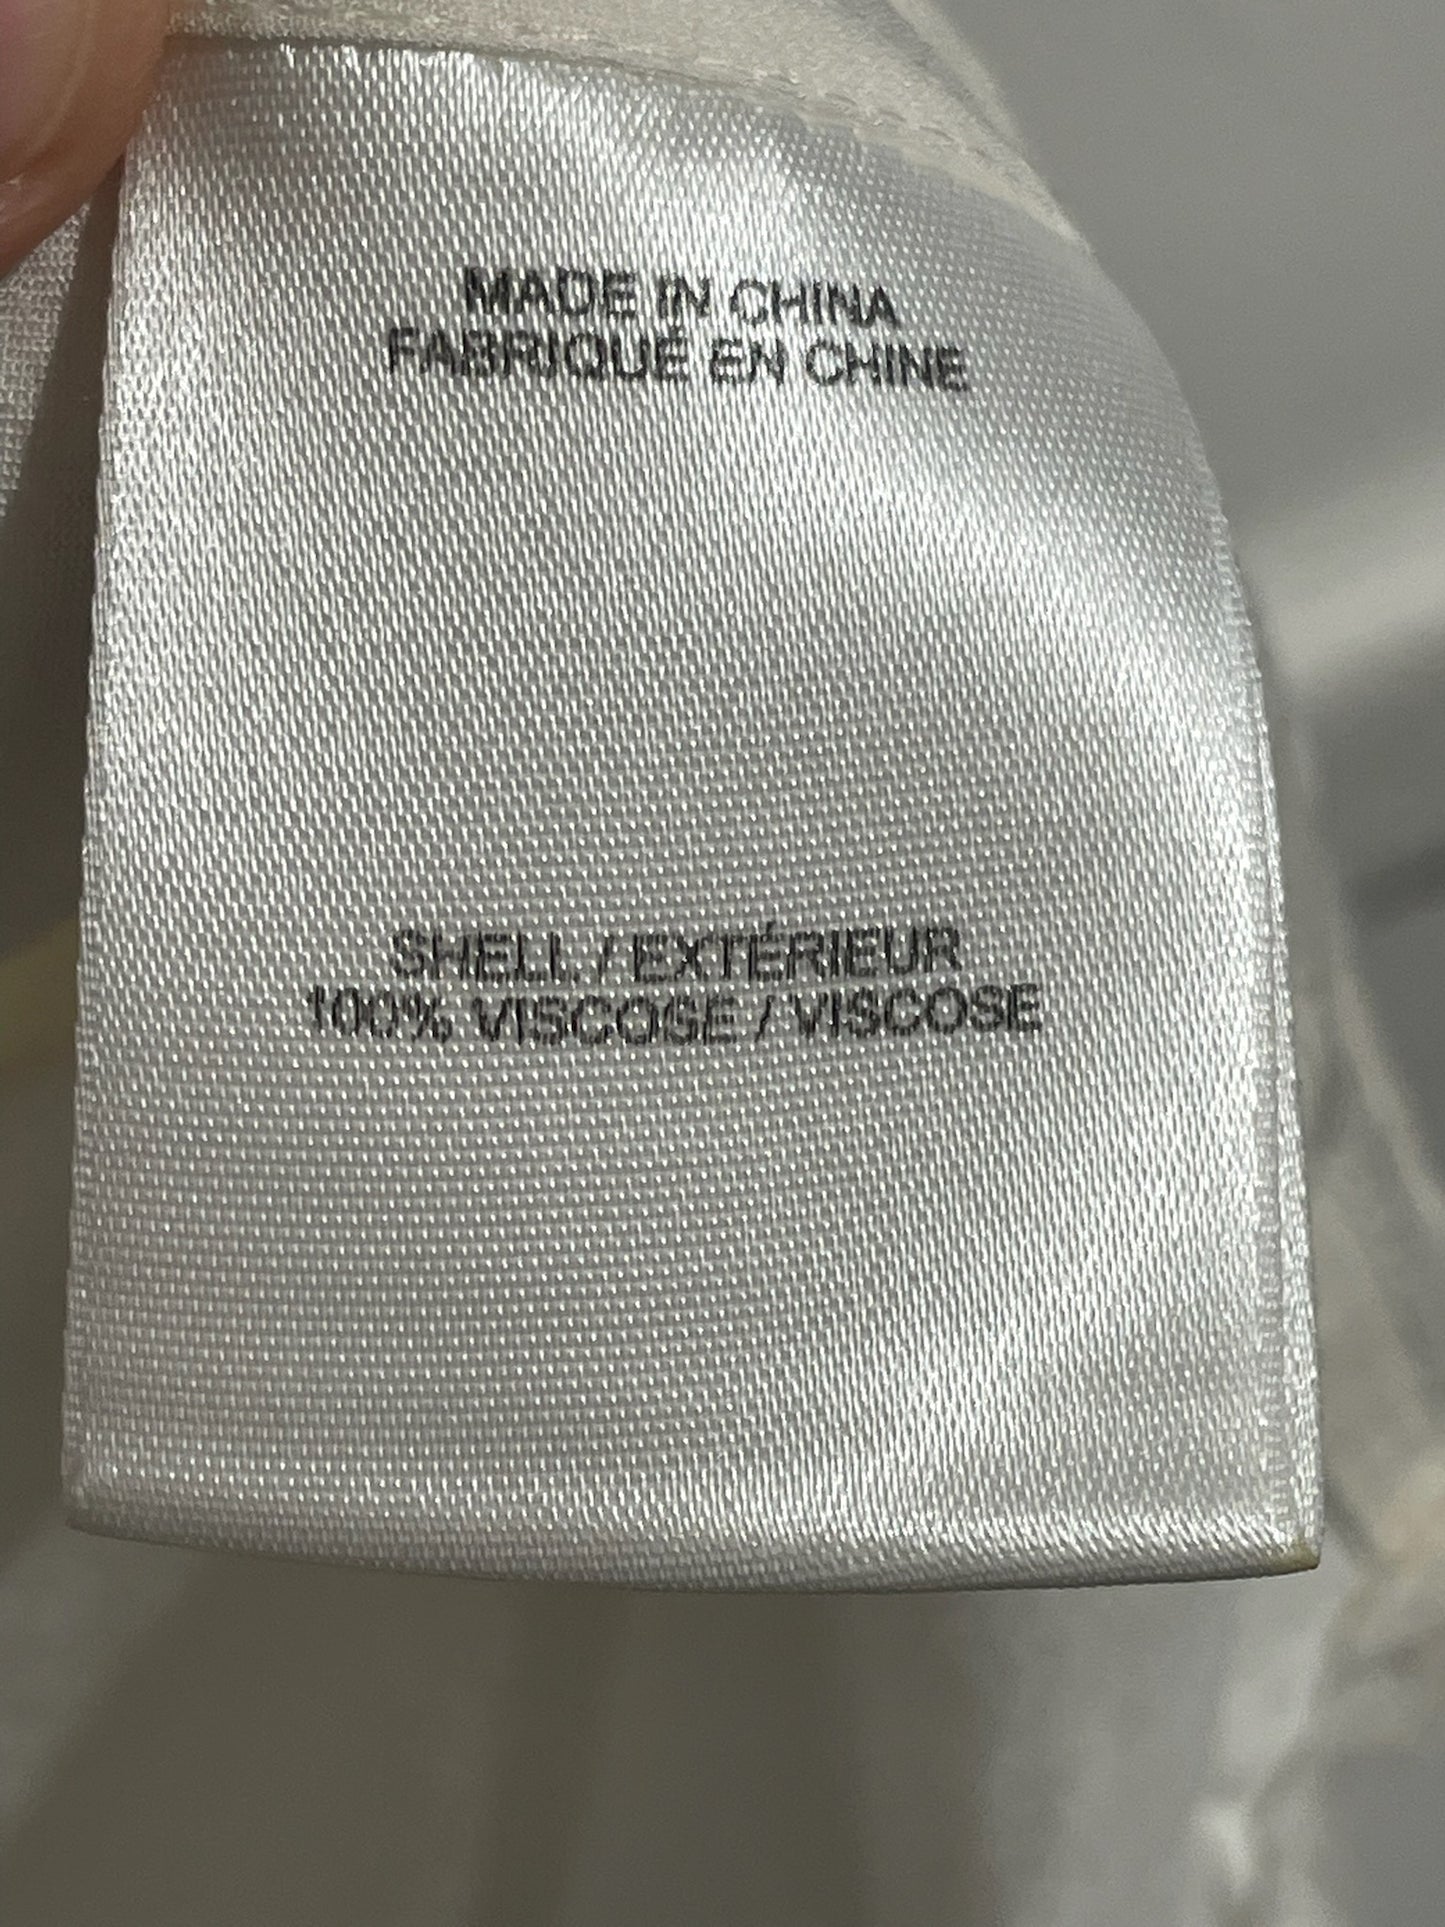 MADE IN CHINA
FABRIQUÉ EN CHINE
SHELL / EXTÉRIEUR
100% VISCOSE / VISCOSE